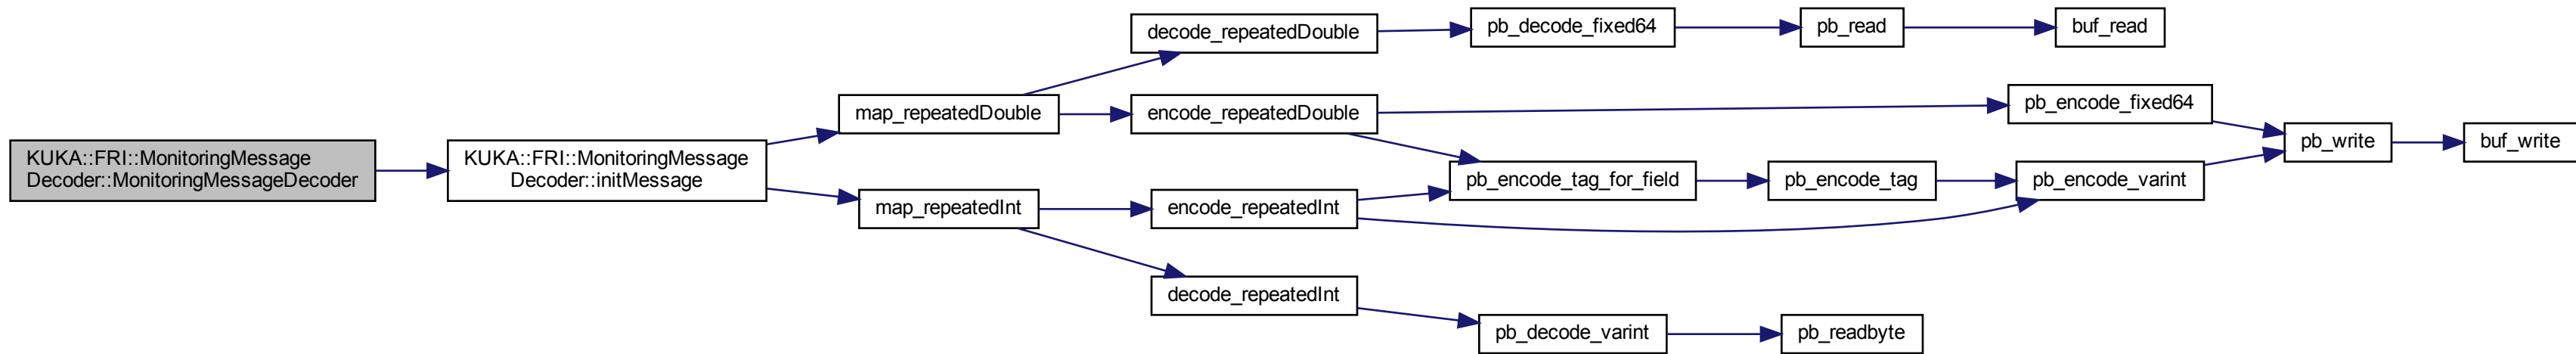 KUKA::FRI::MonitoringMessage
Decoder::MonitoringMessageDecoder
KUKA::FRI::MonitoringMessage
Decoder::initMessage
map_repeatedDouble
map_repeatedInt
decode_repeatedDouble
encode_repeatedDouble
encode_repeatedInt
decode_repeatedInt
pb_decode_fixed64
pb_encode_tag_for_field
pb_decode_varint
pb_read
pb_encode_tag
pb_readbyte
buf_read
pb_encode_fixed64
pb_encode_varint
pb_write
buf_write